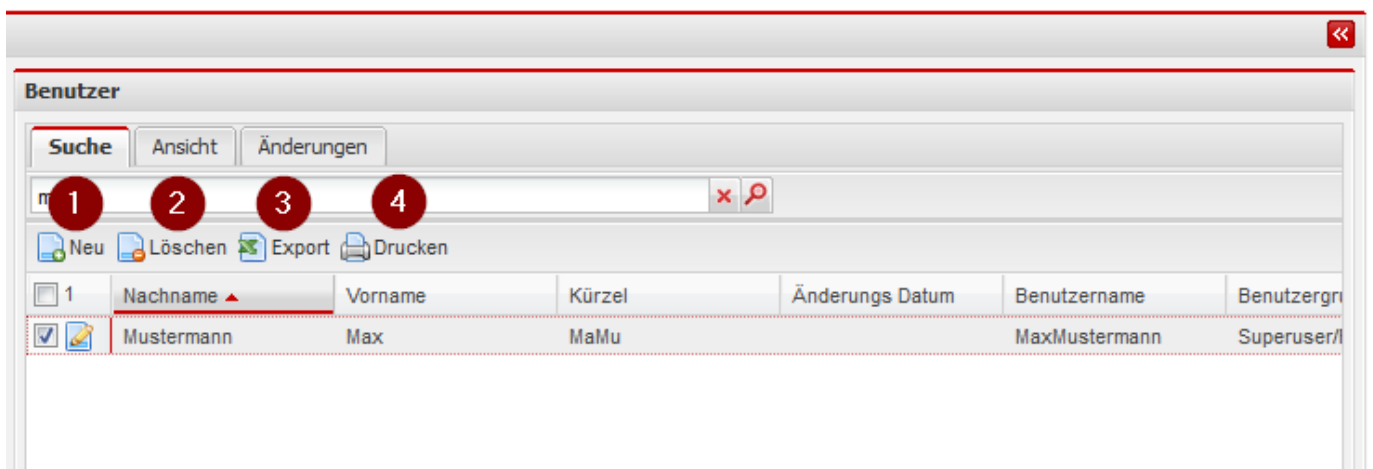 Benutzer
Suche Ansicht Änderungen
1 2 3 4
Neu Löschen Export Drucken
1 Nachname Vorname Kürzel Änderungs Datum Benutzername
Mustermann Max MaMu MaxMustermann